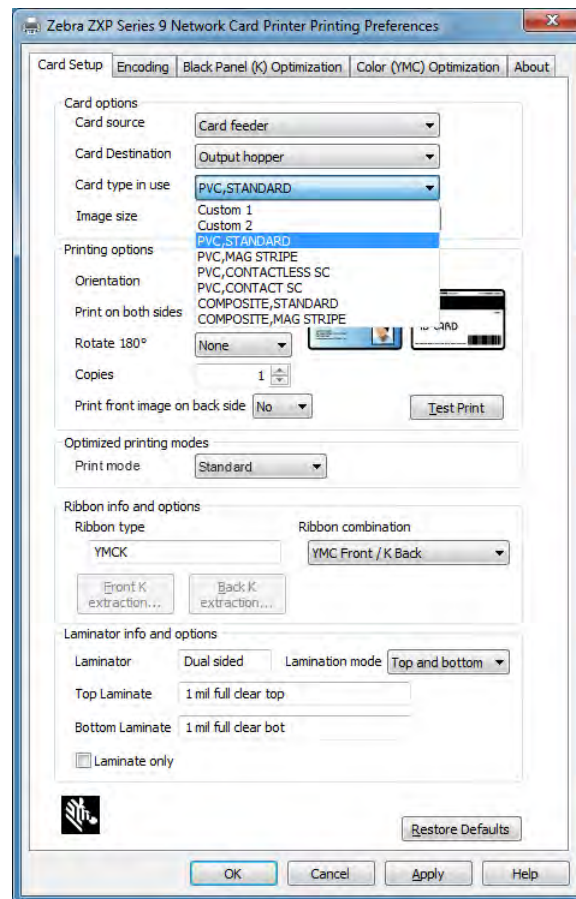 Zebra ZXP Series 9 Network Card Printer Printing Preferences
Card Setup Encoding Black Panel (K) Optimization Color (YMC) Optimization About
Card options
Card source Card feeder
Card Destination Output hopper
Card type in use PVC,STANDARD
Image size
Custom 1
Custom 2
PVC,STANDARD
PVC,MAG STRIPE
PVC,CONTACTLESS SC
PVC,CONTACT SC
COMPOSITE,STANDARD
COMPOSITE,MAG STRIPE
Printing options
Orientation
Print on both sides
ID CARD
Rotate 180° None
Copies 1
Print front image on back side No Test Print
Optimized printing modes
Print mode Standard
Ribbon info and options
Ribbon type Ribbon combination
YMCK YMC Front / K Back
Front K extraction... Back K extraction...
Laminator info and options
Laminator Dual sided Lamination mode Top and bottom
Top Laminate 1 mil full clear top
Bottom Laminate 1 mil full clear bot
Laminate only
Restore Defaults
OK Cancel Apply Help